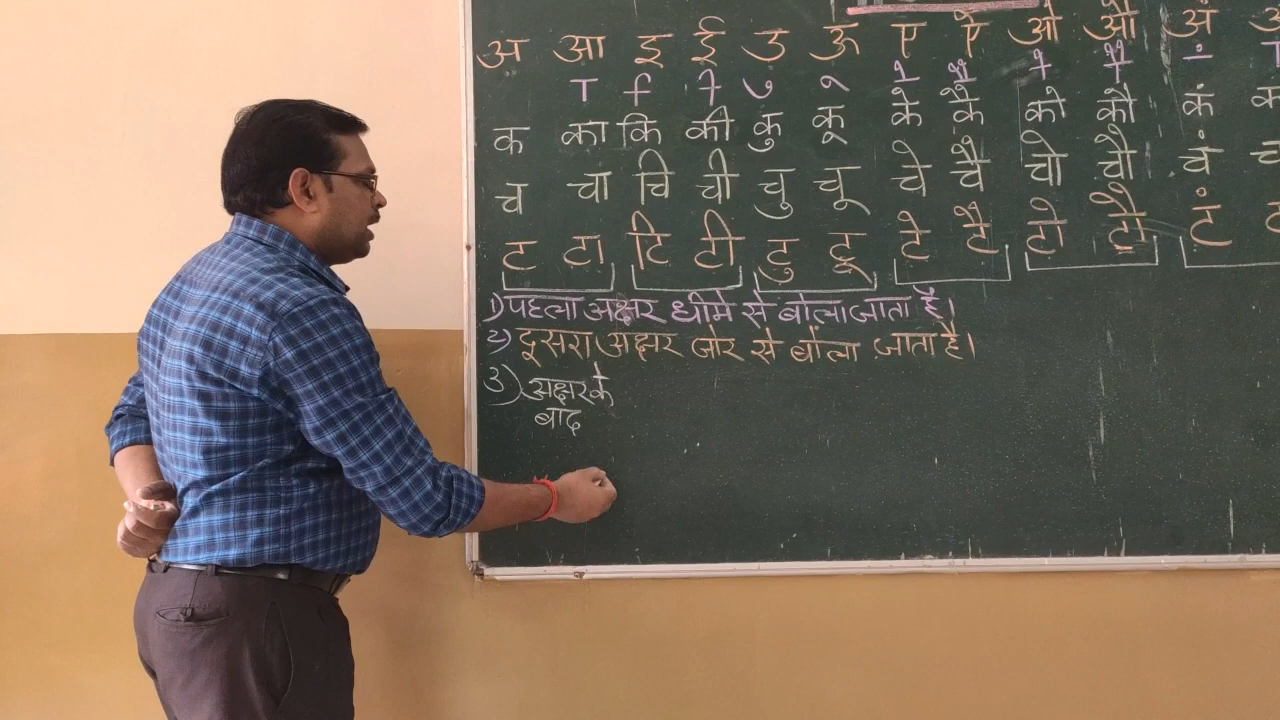 अ आ इ ई उ ऊ ए ऐ ओ औ अं
ा ि ी ु ू े ै ो ौ ं
क का कि की कु कू के कै को कौ कं
च चा चि ची चु चू चे चै चो चौ चं
ट टा टि टी टु टू टे टै टो टौ टं
1) पहला अक्षर धीमे से बोला जाता है।
2) दूसरा अक्षर जोर से बोला जाता है।
3) अक्षर के
बाद